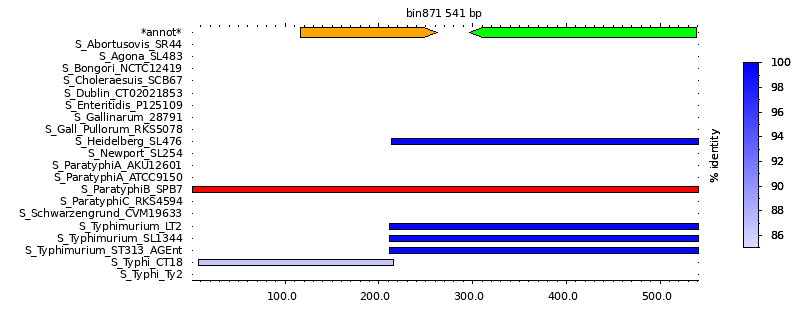 bin871 541 bp
*annot*
S_Abortusovis_SR44
S_Agona_SL483
S_Bongori_NCTC12419
S_Choleraesuis_SCB67
S_Dublin_CT02021853
S_Enteritidis_P125109
S_Gallinarum_28791
S_Gall_Pullorum_RKS5078
S_Heidelberg_SL476
S_Newport_SL254
S_ParatyphiA_AKU12601
S_ParatyphiA_ATCC9150
S_ParatyphiB_SPB7
S_ParatyphiC_RKS4594
S_Schwarzengrund_CVM19633
S_Typhimurium_LT2
S_Typhimurium_SL1344
S_Typhimurium_ST313_AGEnt
S_Typhi_CT18
S_Typhi_Ty2
100.0 200.0 300.0 400.0 500.0
% identity
100
98
96
94
92
90
88
86